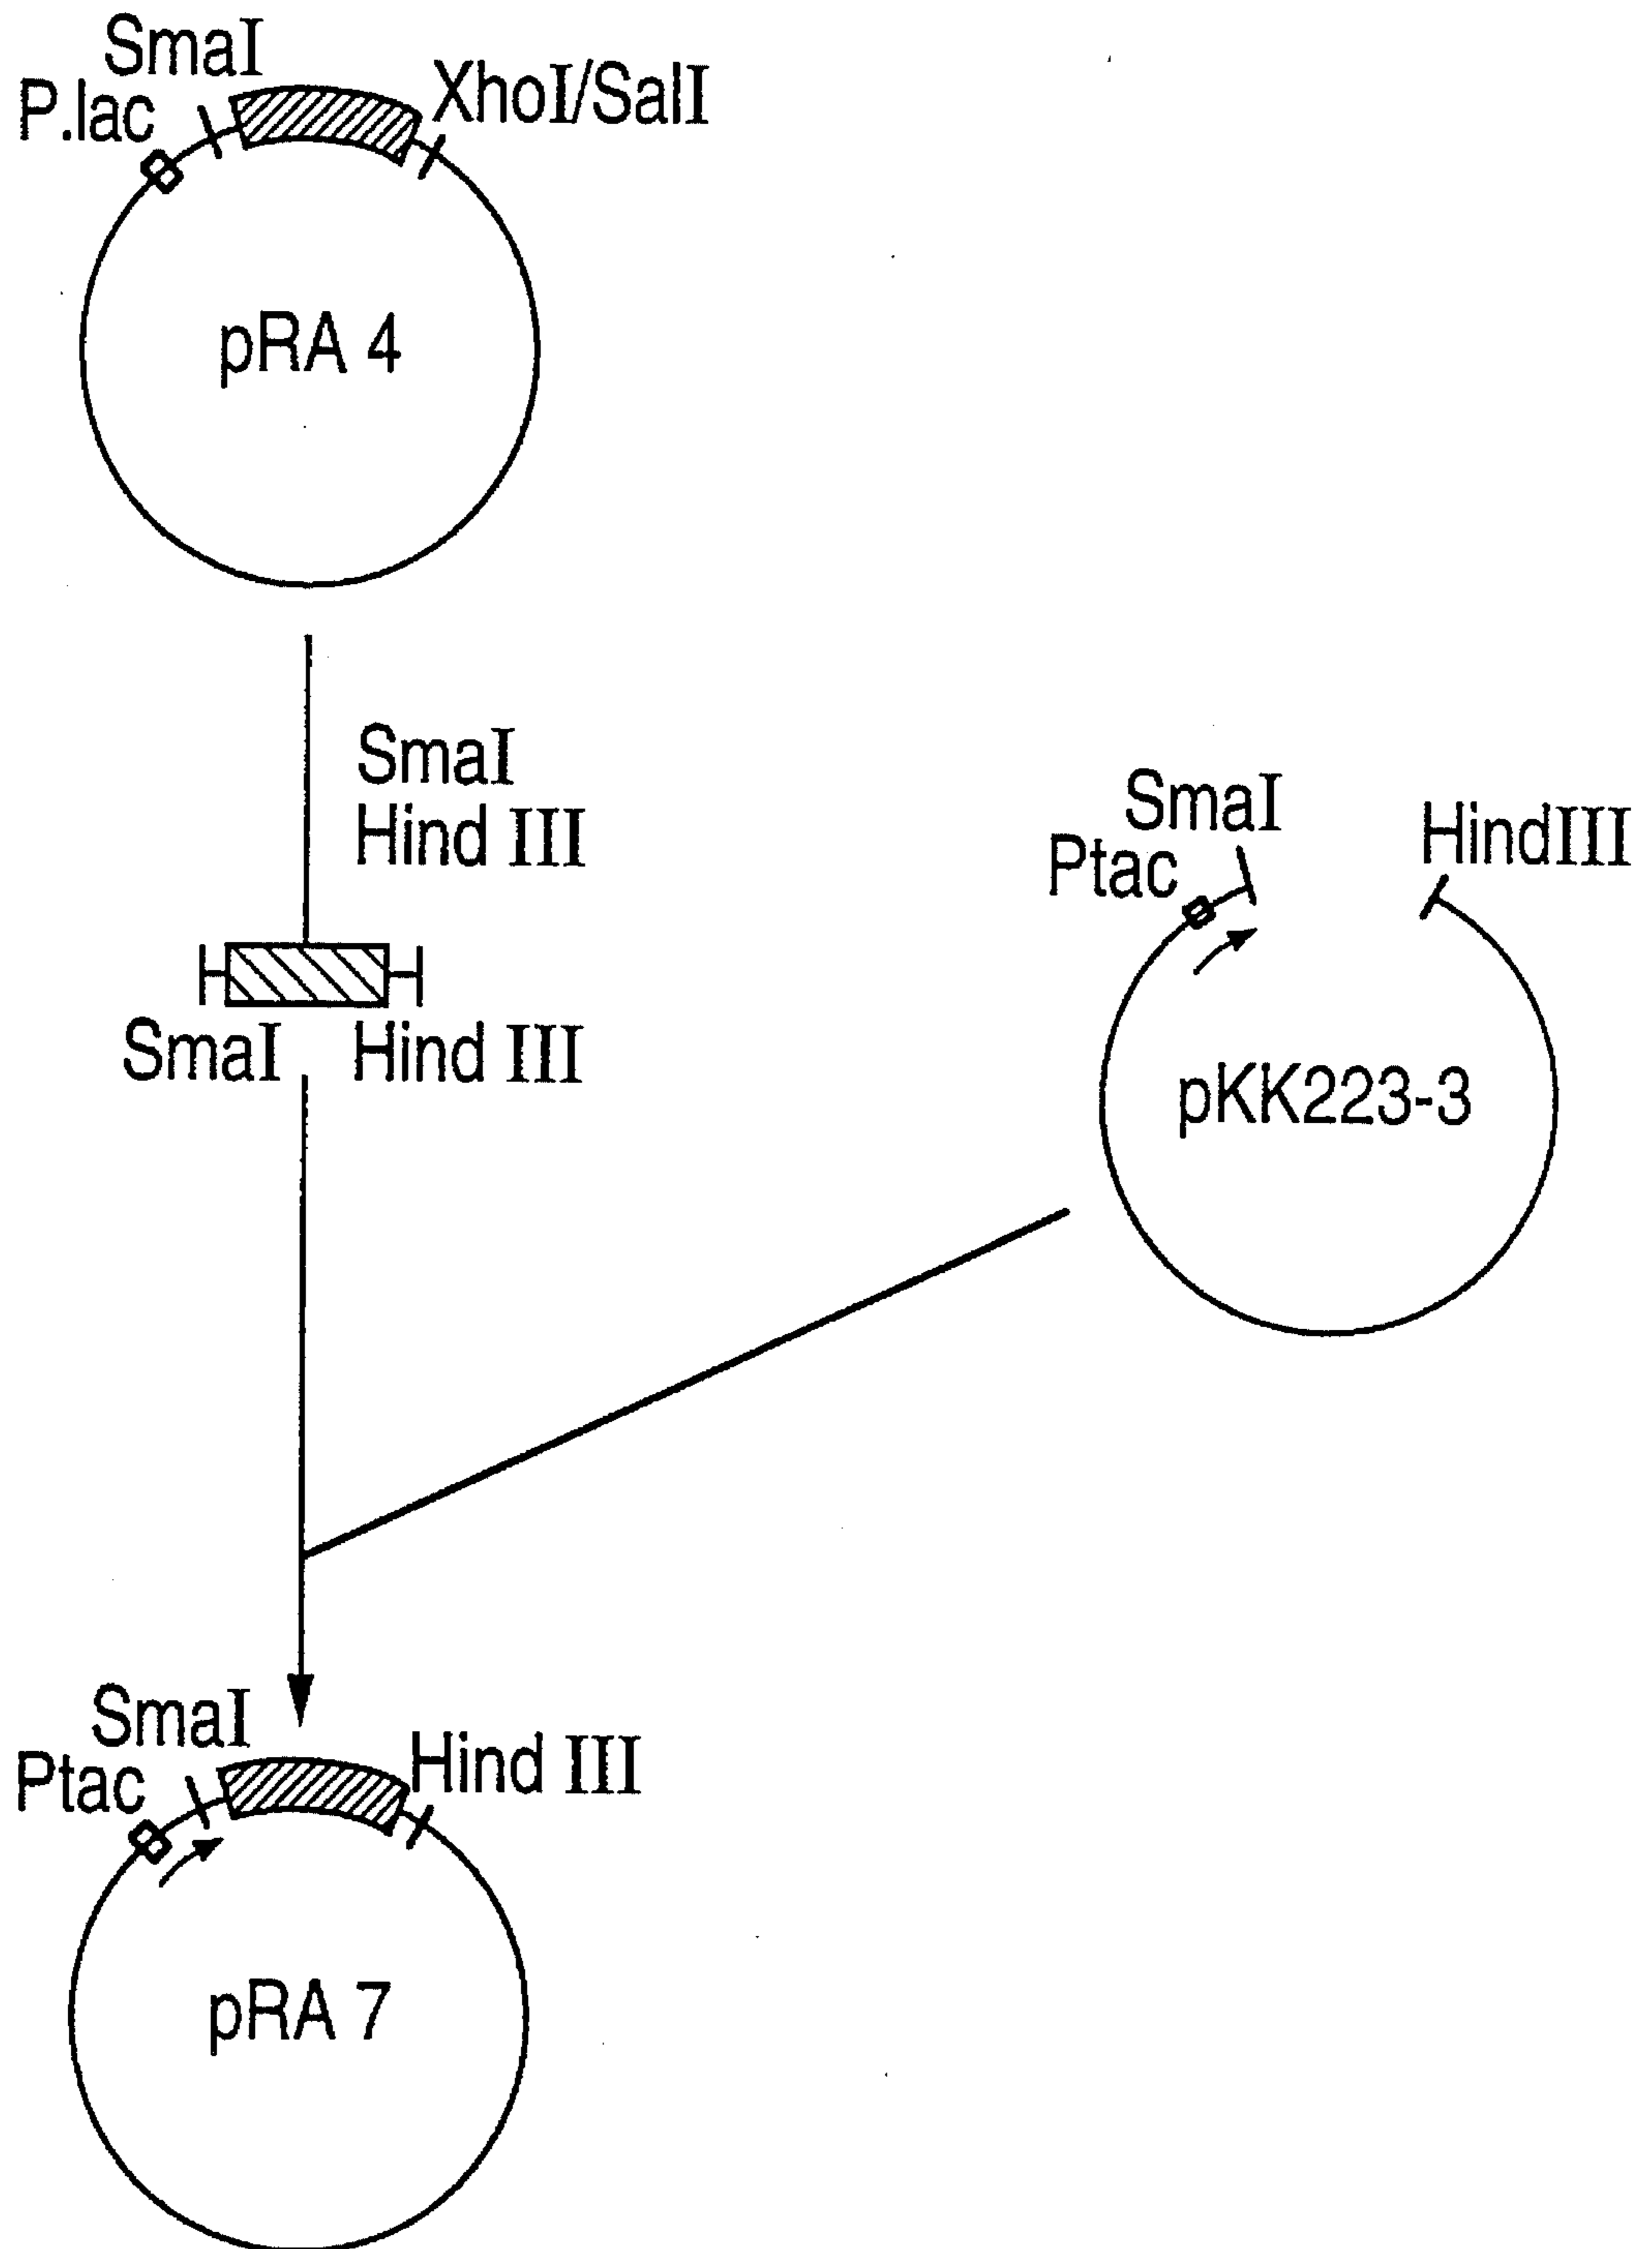 SmaI
P.lac
XhoI/SalI
pRA 4
SmaI
Hind III
SmaI Hind III
SmaI
Ptac
HindIII
pKK223-3
SmaI
Ptac
Hind III
pRA 7